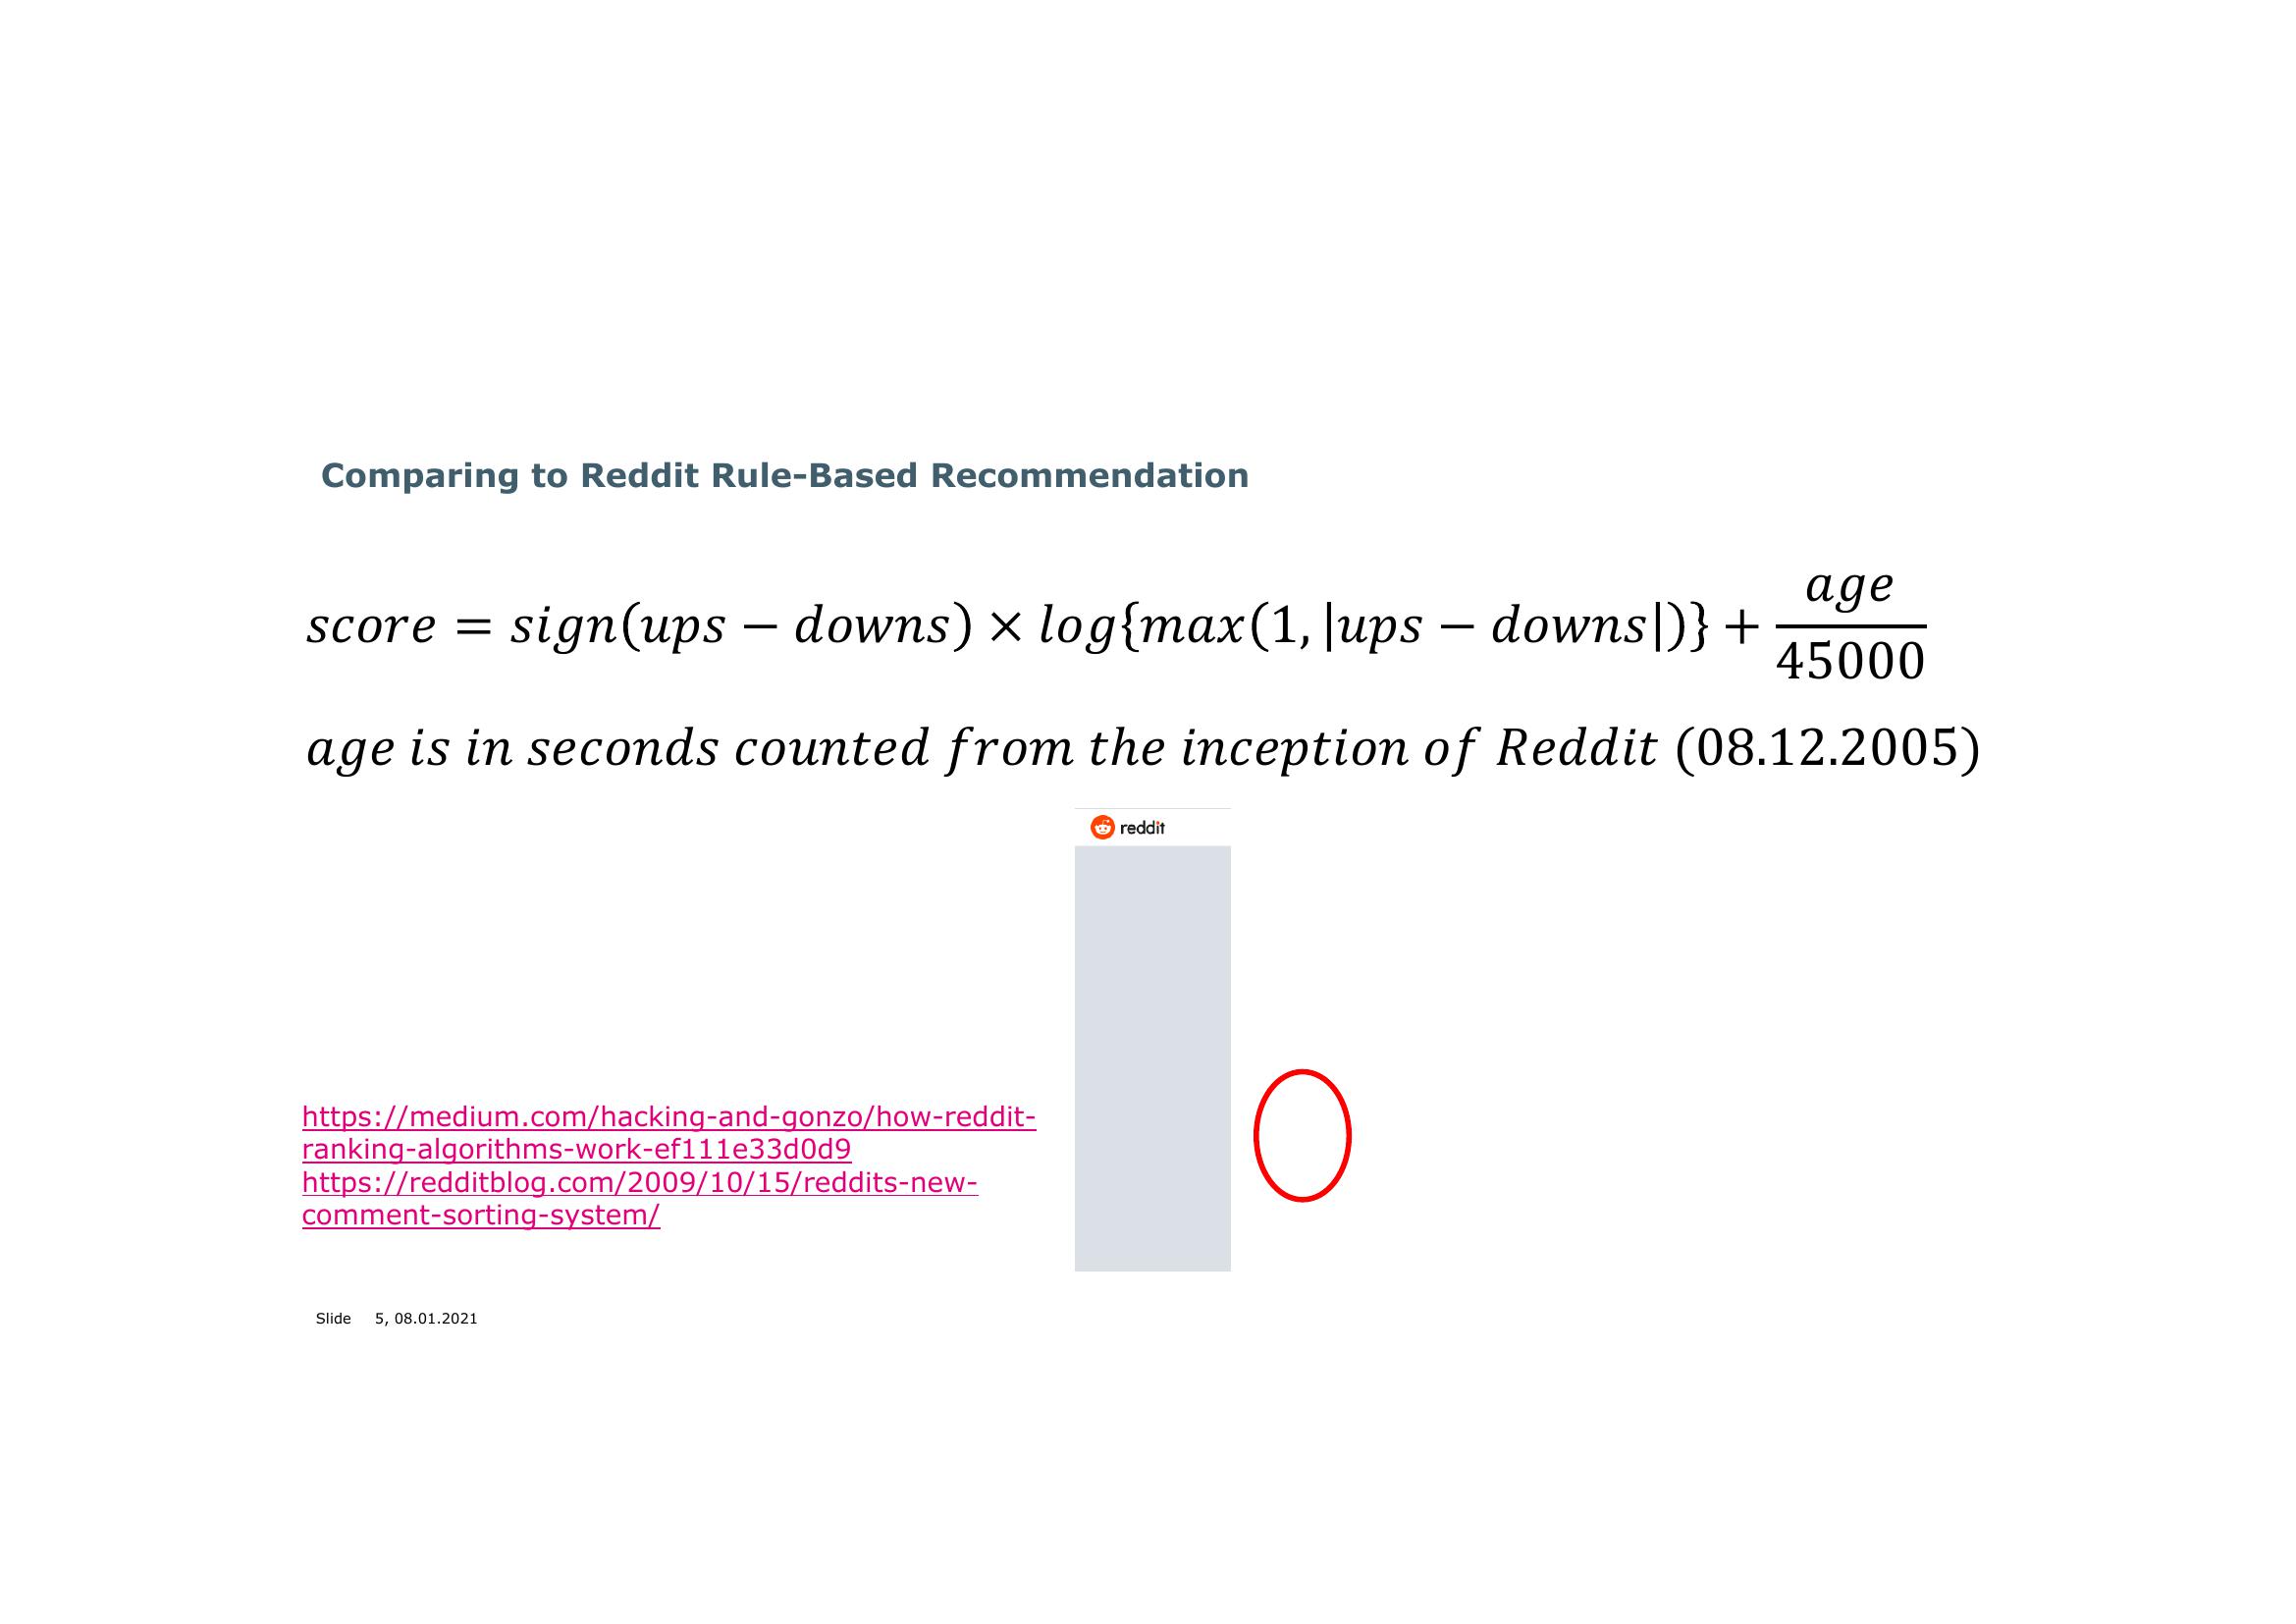 Comparing to Reddit Rule-Based Recommendation
score = sign(ups − downs) × log{max(1, |ups − downs|)} + age/45000
age is in seconds counted from the inception of Reddit (08.12.2005)
reddit
https://medium.com/hacking-and-gonzo/how-reddit-
ranking-algorithms-work-ef111e33d0d9
https://redditblog.com/2009/10/15/reddits-new-
comment-sorting-system/
Slide 5, 08.01.2021